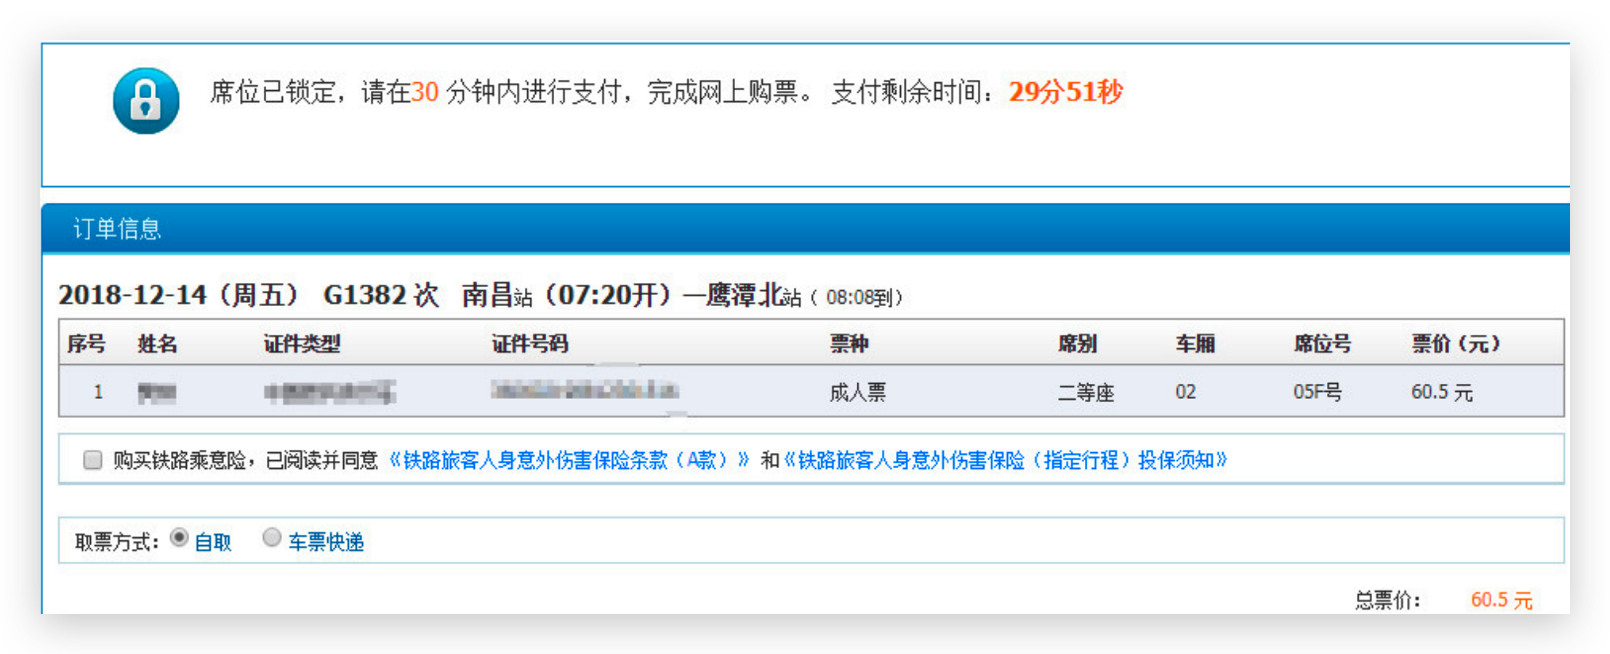 席位已锁定，请在30 分钟内进行支付，完成网上购票。 支付剩余时间：29分51秒
订单信息
2018-12-14（周五） G1382 次 南昌站（07:20开）—鹰潭北站（ 08:08到）
序号 姓名 证件类型 证件号码 票种 席别 车厢 席位号 票价（元）
1 成人票 二等座 02 05F号 60.5 元
购买铁路乘意险，已阅读并同意 《铁路旅客人身意外伤害保险条款（A款）》 和《铁路旅客人身意外伤害保险（指定行程）投保须知》
取票方式： 自取 车票快递
总票价： 60.5 元